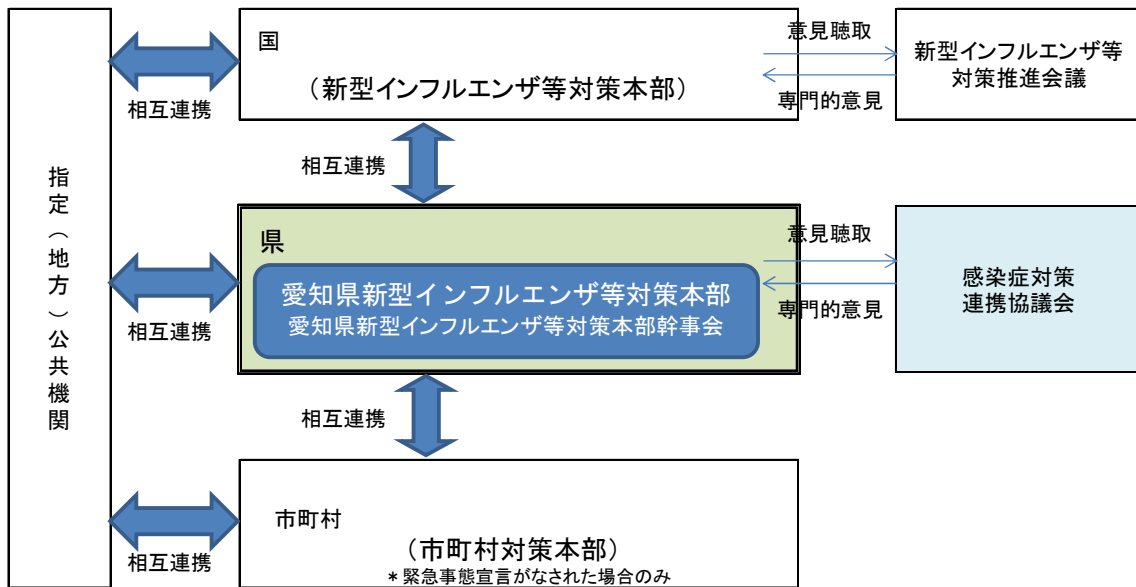 指定（地方）公共機関
相互連携
国
（新型インフルエンザ等対策本部）
意見聴取
専門的意見
新型インフルエンザ等
対策推進会議
相互連携
相互連携
県
愛知県新型インフルエンザ等対策本部
愛知県新型インフルエンザ等対策本部幹事会
意見聴取
専門的意見
感染症対策
連携協議会
相互連携
相互連携
市町村
（市町村対策本部）
＊緊急事態宣言がなされた場合のみ